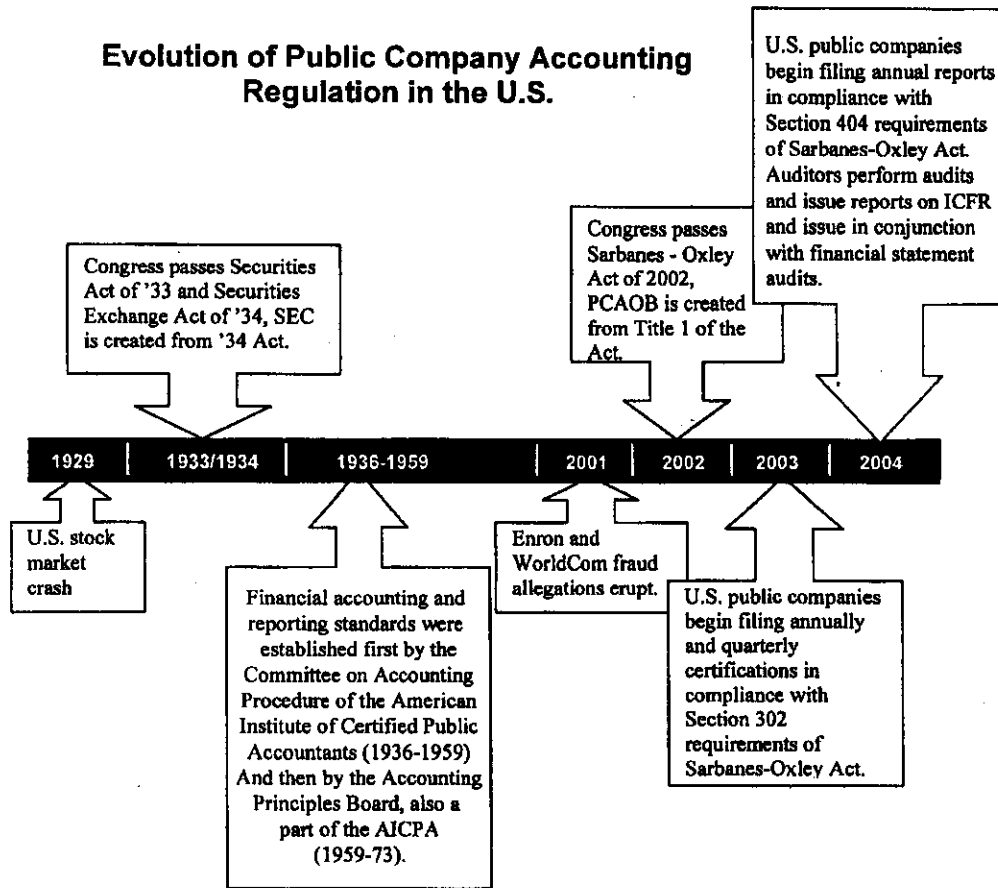 Evolution of Public Company Accounting
Regulation in the U.S.
U.S. public companies
begin filing annual reports
in compliance with
Section 404 requirements
of Sarbanes-Oxley Act.
Auditors perform audits
and issue reports on ICFR
and issue in conjunction
with financial statement
audits.
Congress passes Securities
Act of '33 and Securities
Exchange Act of '34, SEC
is created from '34 Act.
Congress passes
Sarbanes - Oxley
Act of 2002,
PCAOB is created
from Title 1 of the
Act.
1929 1933/1934 1936-1959 2001 2002 2003 2004
U.S. stock
market
crash
Financial accounting and
reporting standards were
established first by the
Committee on Accounting
Procedure of the American
Institute of Certified Public
Accountants (1936-1959)
And then by the Accounting
Principles Board, also a
part of the AICPA
(1959-73).
Enron and
WorldCom fraud
allegations erupt.
U.S. public companies
begin filing annually
and quarterly
certifications in
compliance with
Section 302
requirements of
Sarbanes-Oxley Act.